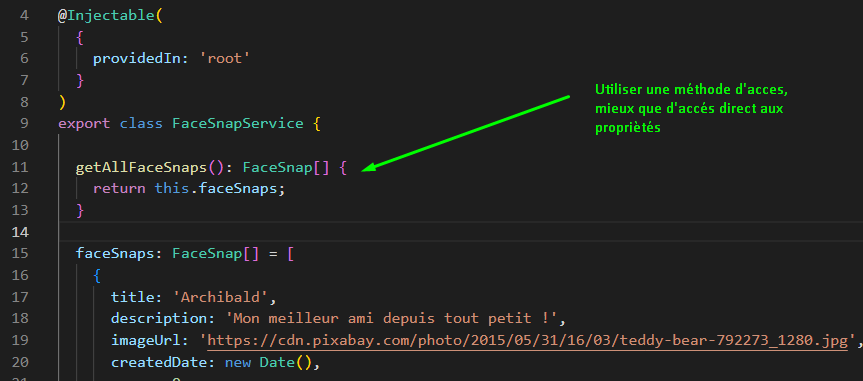 4 @Injectable(
5 {
6 providedIn: 'root'
7 }
8 )
9 export class FaceSnapService {
10
11 getAllFaceSnaps(): FaceSnap[] {
12 return this.faceSnaps;
13 }
14
15 faceSnaps: FaceSnap[] = [
16 {
17 title: 'Archibald',
18 description: 'Mon meilleur ami depuis tout petit !',
19 imageUrl: 'https://cdn.pixabay.com/photo/2015/05/31/16/03/teddy-bear-792273_1280.jpg',
20 createdDate: new Date(),
Utiliser une méthode d'acces,
mieux que d'accés direct aux
propriètés